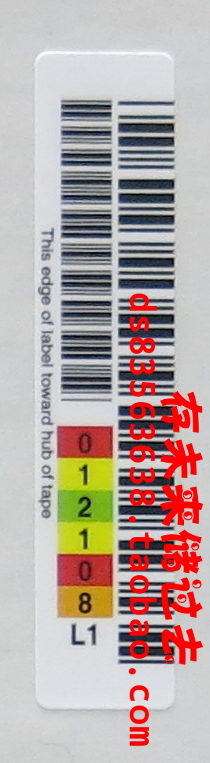 This edge of label toward hub of tape
0
1
2
1
0
8
L1
存未来储过去
ds83563638.taobao.com